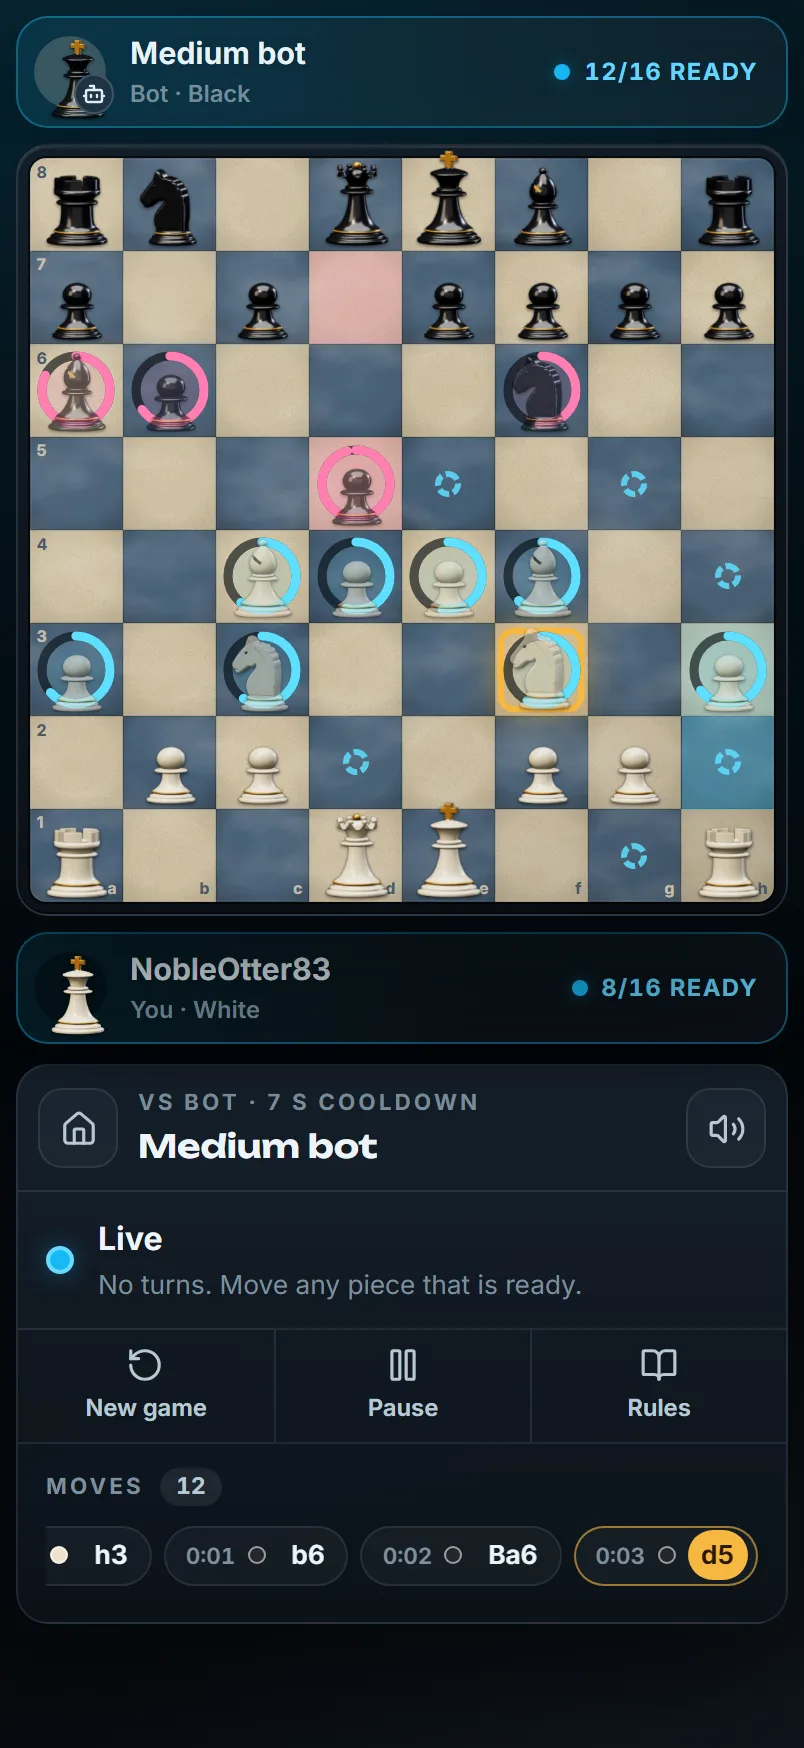 Medium bot
Bot · Black
12/16 READY
8
7
6
5
4
3
2
1
a
b
c
d
e
f
g
h
NobleOtter83
You · White
8/16 READY
VS BOT · 7 S COOLDOWN
Medium bot
Live
No turns. Move any piece that is ready.
New game
Pause
Rules
MOVES 12
h3
0:01 b6
0:02 Ba6
0:03 d5